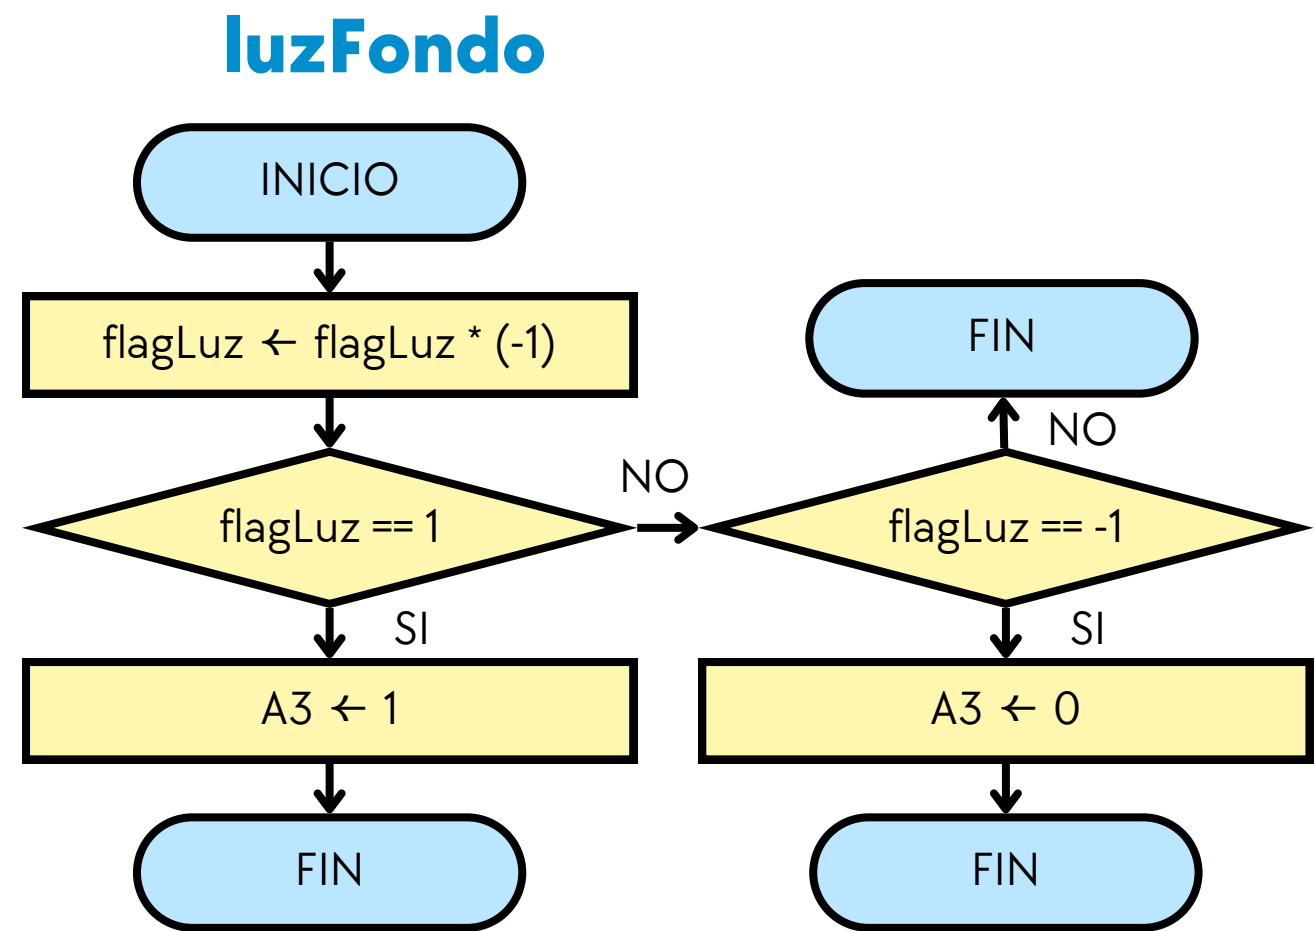 luzFondo
INICIO
flagLuz ← flagLuz * (-1)
flagLuz == 1
SI
A3 ← 1
FIN
NO
flagLuz == -1
NO
FIN
SI
A3 ← 0
FIN